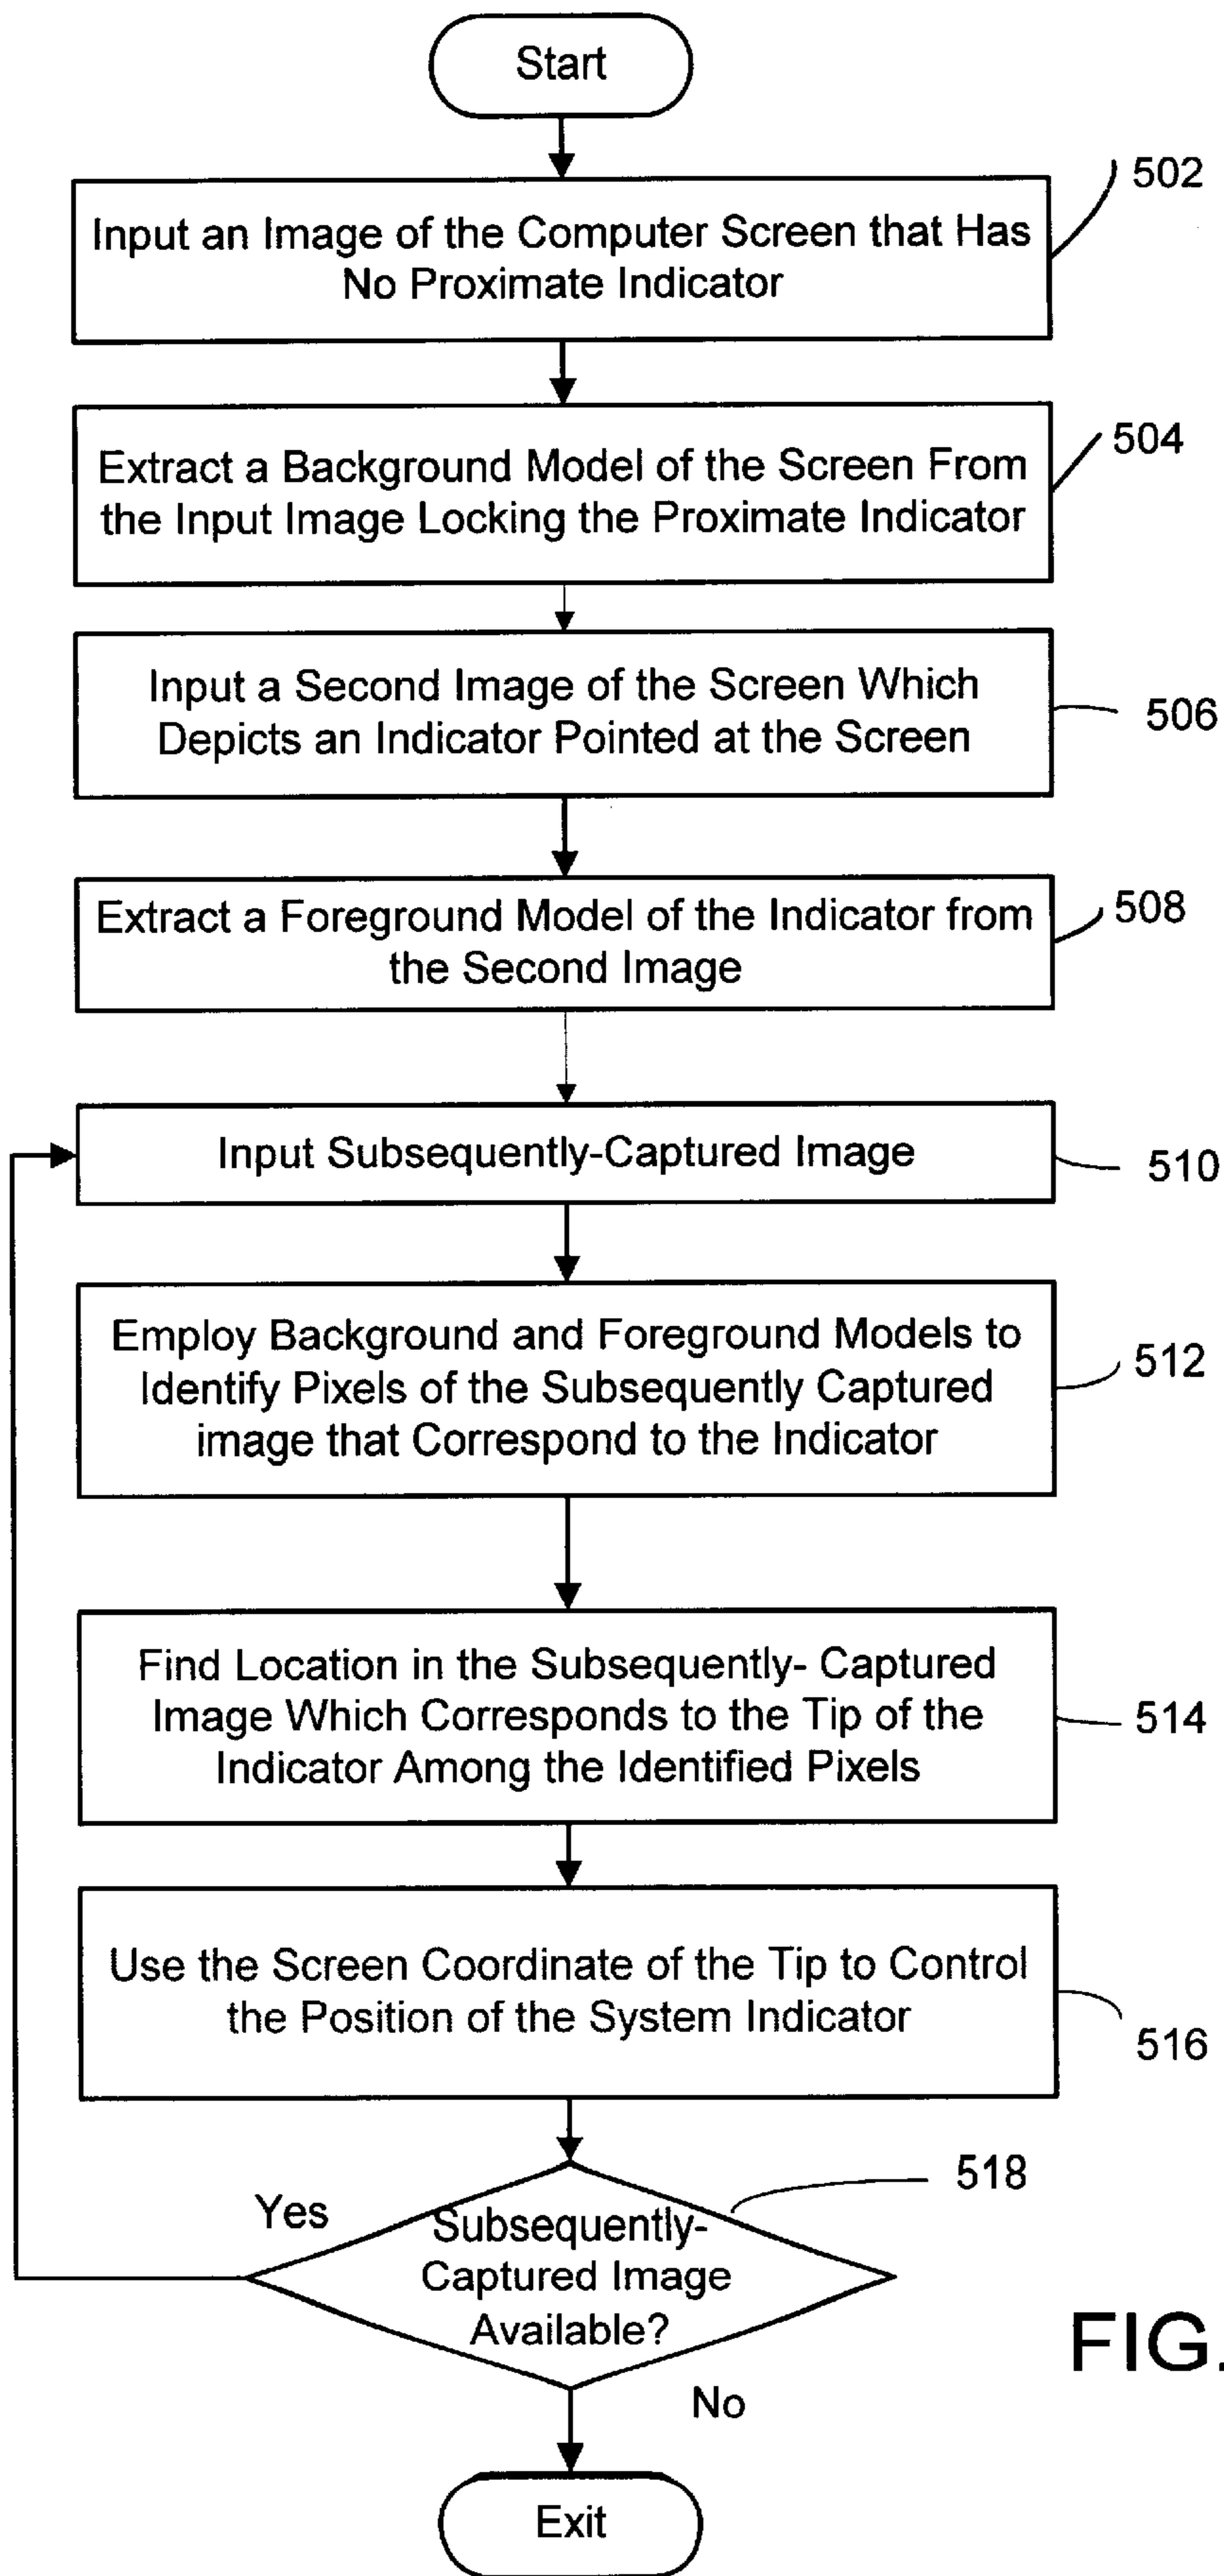 Start
502
Input an Image of the Computer Screen that Has
No Proximate Indicator
504
Extract a Background Model of the Screen From
the Input Image Locking the Proximate Indicator
Input a Second Image of the Screen Which
Depicts an Indicator Pointed at the Screen
506
Extract a Foreground Model of the Indicator from
the Second Image
508
Input Subsequently-Captured Image
510
Employ Background and Foreground Models to
Identify Pixels of the Subsequently Captured
image that Correspond to the Indicator
512
Find Location in the Subsequently- Captured
Image Which Corresponds to the Tip of the
Indicator Among the Identified Pixels
514
Use the Screen Coordinate of the Tip to Control
the Position of the System Indicator
516
518
Yes
Subsequently-
Captured Image
Available?
FIG.
No
Exit